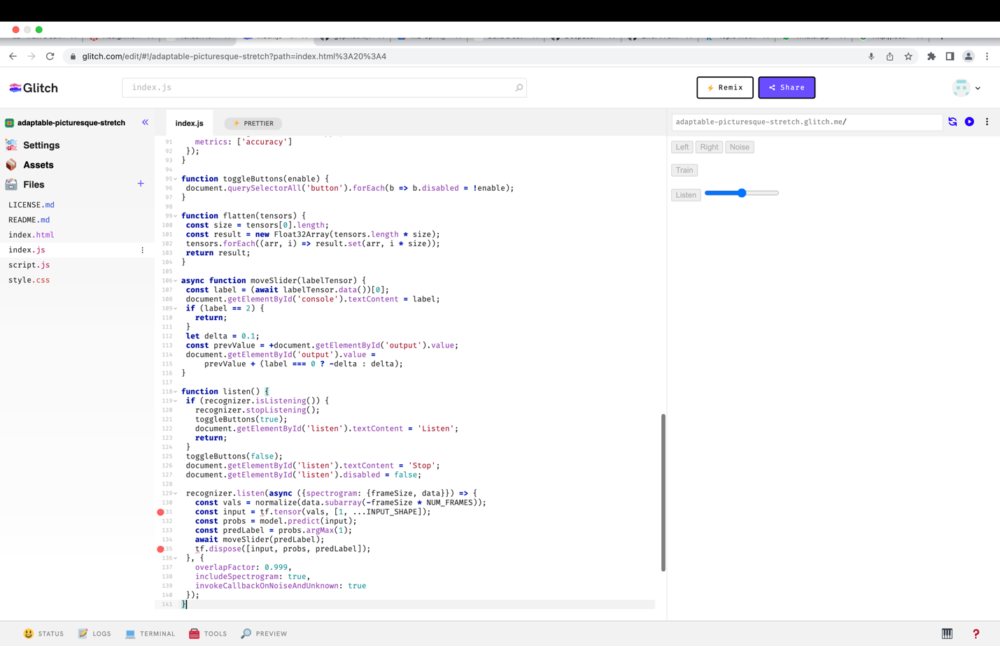 glitch.com/edit/#!/adaptable-picturesque-stretch?path=index.html%3A20%3A4
Glitch
index.js
Remix
Share
adaptable-picturesque-stretch
index.js
PRETTIER
adaptable-picturesque-stretch.glitch.me/
Settings
Assets
Files
LICENSE.md
README.md
index.html
index.js
script.js
style.css
91 metrics: ['accuracy']
92 });
93 }
94
95 function toggleButtons(enable) {
96 document.querySelectorAll('button').forEach(b => b.disabled = !enable);
97 }
98
99 function flatten(tensors) {
100 const size = tensors[0].length;
101 const result = new Float32Array(tensors.length * size);
102 tensors.forEach((arr, i) => result.set(arr, i * size));
103 return result;
104 }
105
106 async function moveSlider(labelTensor) {
107 const label = (await labelTensor.data())[0];
108 document.getElementById('console').textContent = label;
109 if (label == 2) {
110 return;
111 }
112 let delta = 0.1;
113 const prevValue = +document.getElementById('output').value;
114 document.getElementById('output').value =
115 prevValue + (label === 0 ? -delta : delta);
116 }
117
118 function listen() {
119 if (recognizer.isListening()) {
120 recognizer.stopListening();
121 toggleButtons(true);
122 document.getElementById('listen').textContent = 'Listen';
123 return;
124 }
125 toggleButtons(false);
126 document.getElementById('listen').textContent = 'Stop';
127 document.getElementById('listen').disabled = false;
128
129 recognizer.listen(async ({spectrogram: {frameSize, data}}) => {
130 const vals = normalize(data.subarray(-frameSize * NUM_FRAMES));
31 const input = tf.tensor(vals, [1, ...INPUT_SHAPE]);
132 const probs = model.predict(input);
133 const predLabel = probs.argMax(1);
134 await moveSlider(predLabel);
35 tf.dispose([input, probs, predLabel]);
136 }, {
137 overlapFactor: 0.999,
138 includeSpectrogram: true,
139 invokeCallbackOnNoiseAndUnknown: true
140 });
141 }
Left Right Noise
Train
Listen
STATUS LOGS TERMINAL TOOLS PREVIEW
?